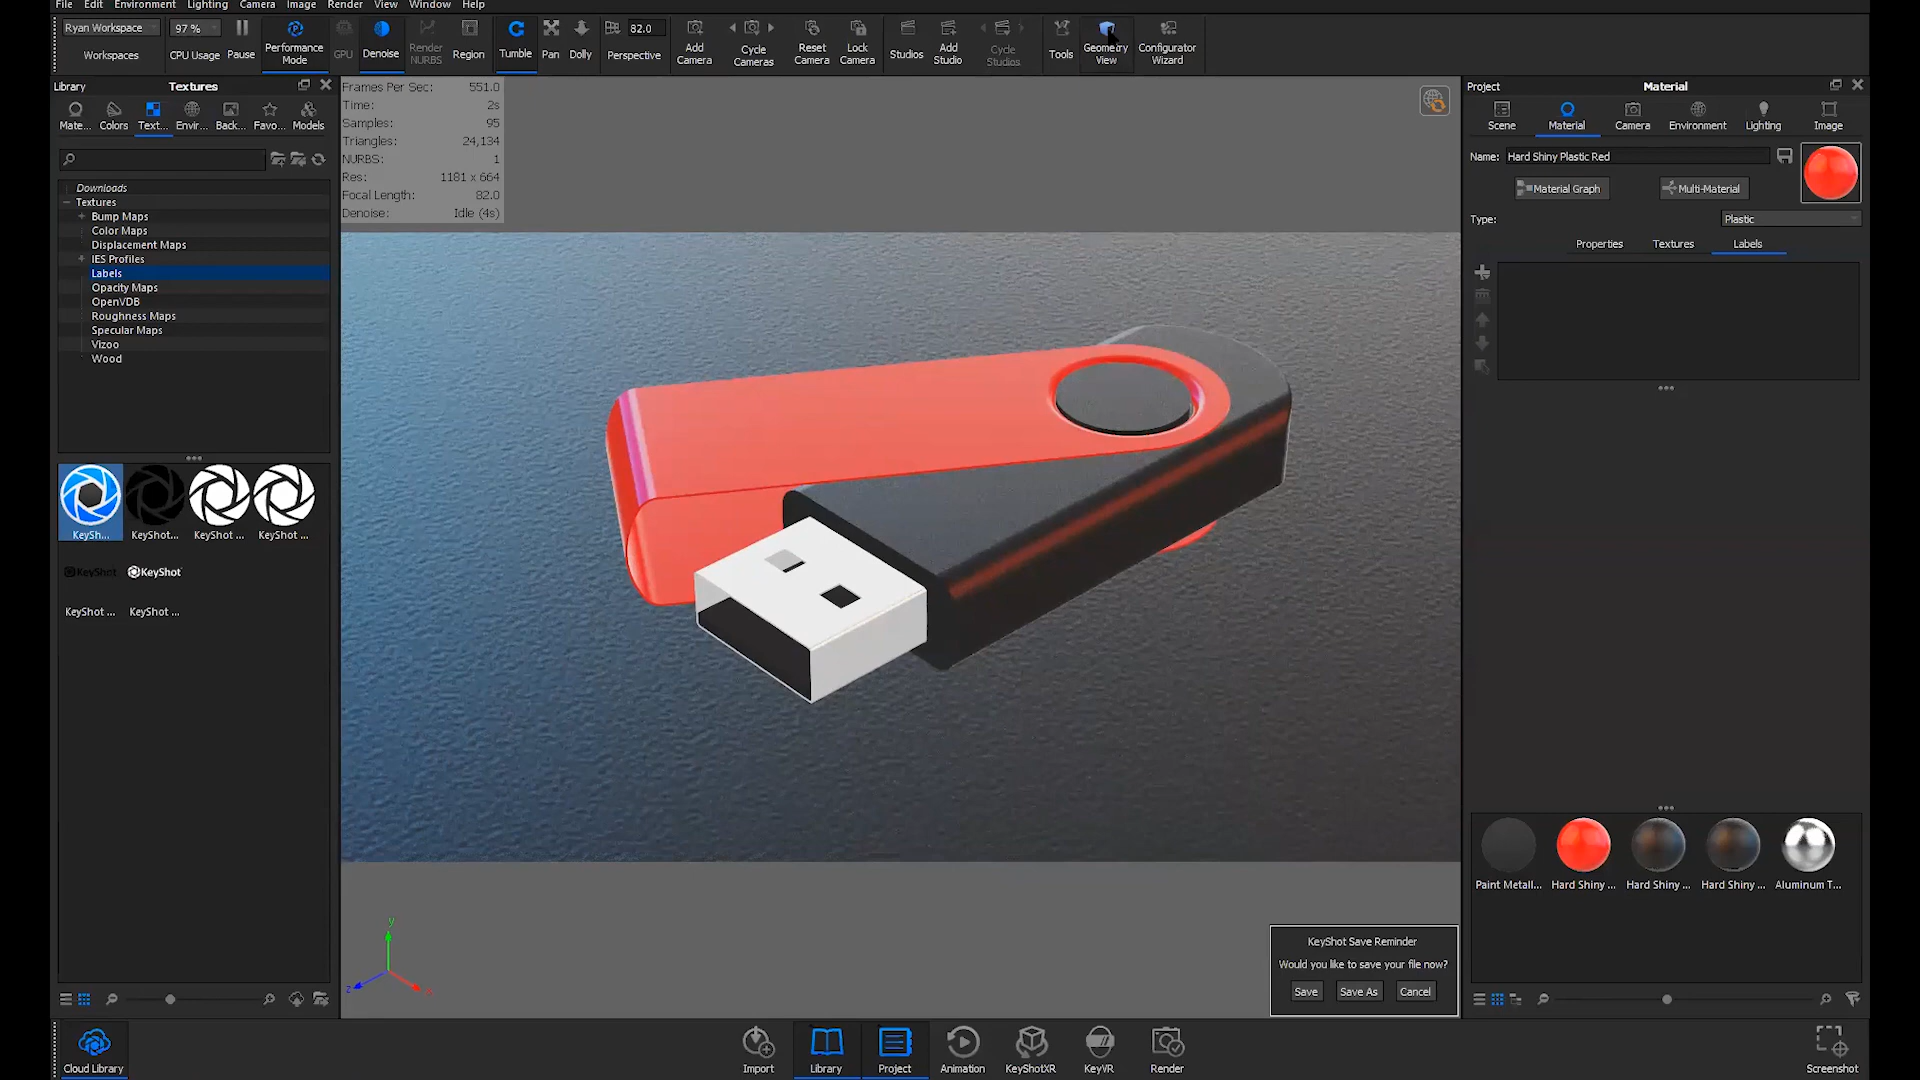 File Edit Environment Lighting Camera Image Render View Window Help
Ryan Workspace 97 % 82.0
Workspaces CPU Usage Pause Performance Mode GPU Denoise Render NURBS Region Tumble Pan Dolly Perspective Add Camera Cycle Cameras Reset Camera Lock Camera Studios Add Studio Cycle Studios Tools Geometry View Configurator Wizard
Library Textures
Mate... Colors Text... Envir... Back... Favo... Models
Downloads
Textures
Bump Maps
Color Maps
Displacement Maps
IES Profiles
Labels
Opacity Maps
OpenVDB
Roughness Maps
Specular Maps
Vizoo
Wood
KeySh... KeyShot... KeyShot ... KeyShot ...
KeyShot KeyShot
KeyShot ... KeyShot ...
Frames Per Sec: 551.0
Time: 2s
Samples: 95
Triangles: 24,134
NURBS: 1
Res: 1181 x 664
Focal Length: 82.0
Denoise: Idle (4s)
y
z x
KeyShot Save Reminder
Would you like to save your file now?
Save Save As Cancel
Project Material
Scene Material Camera Environment Lighting Image
Name: Hard Shiny Plastic Red
Material Graph Multi-Material
Type: Plastic
Properties Textures Labels
Paint Metall... Hard Shiny ... Hard Shiny ... Hard Shiny ... Aluminum T...
Cloud Library Import Library Project Animation KeyShotXR KeyVR Render Screenshot